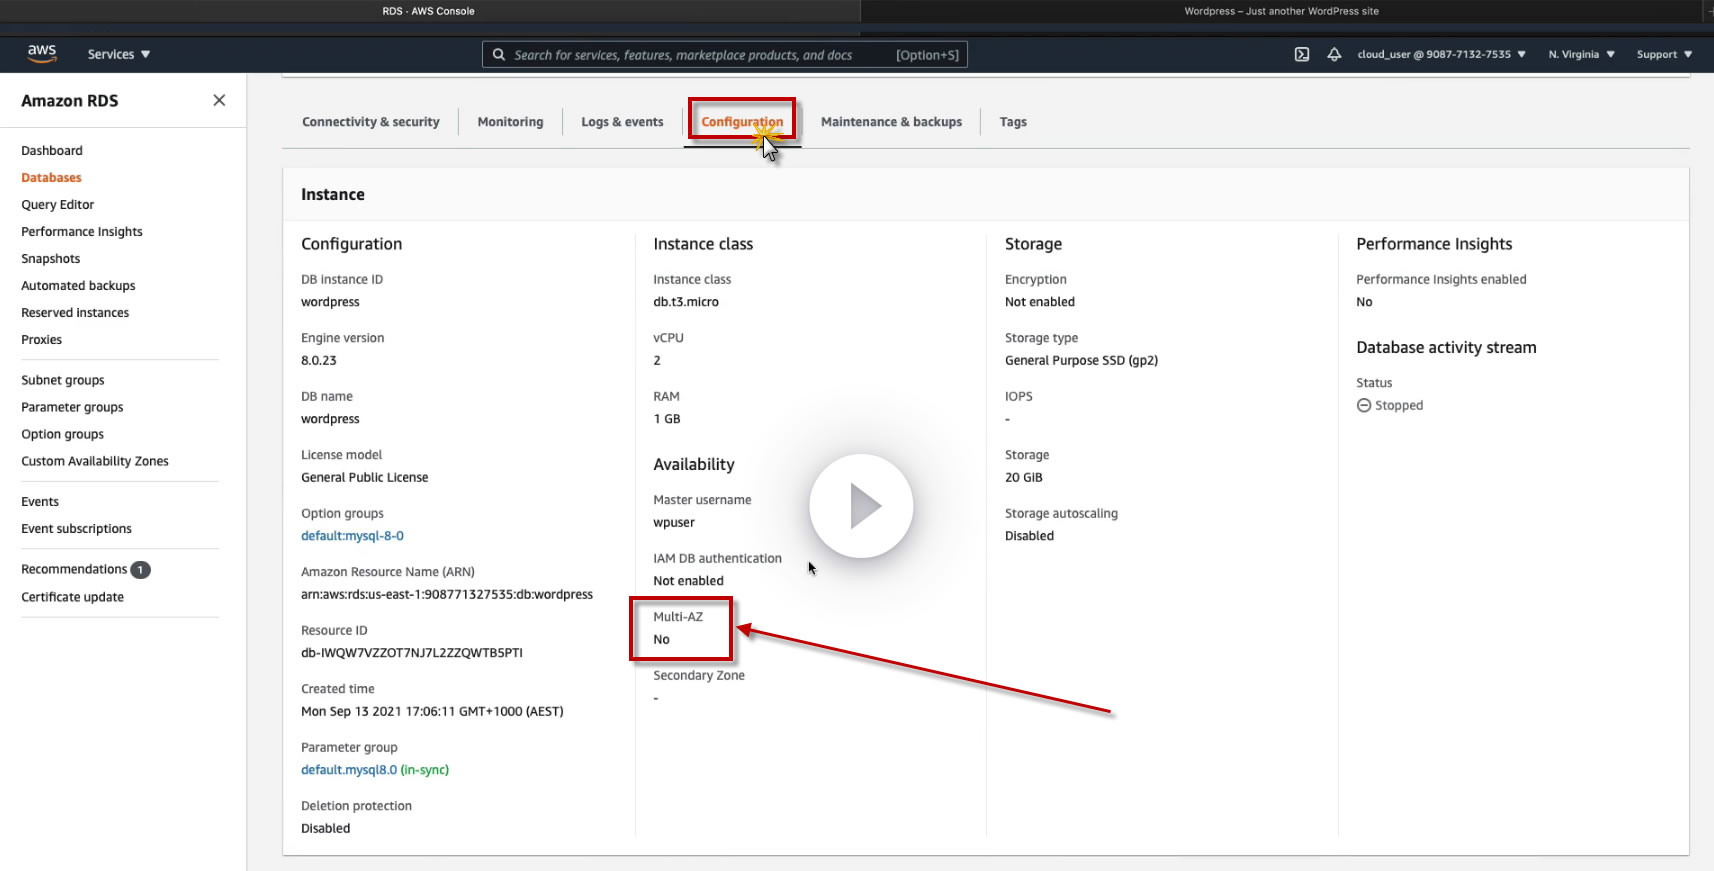 RDS · AWS Console
Wordpress – Just another WordPress site
aws
Services
Search for services, features, marketplace products, and docs
[Option+S]
cloud_user @ 9087-7132-7535
N. Virginia
Support
Amazon RDS
Dashboard
Databases
Query Editor
Performance Insights
Snapshots
Automated backups
Reserved instances
Proxies
Subnet groups
Parameter groups
Option groups
Custom Availability Zones
Events
Event subscriptions
Recommendations 1
Certificate update
Connectivity & security
Monitoring
Logs & events
Configuration
Maintenance & backups
Tags
Instance
Configuration
DB instance ID
wordpress
Engine version
8.0.23
DB name
wordpress
License model
General Public License
Option groups
default:mysql-8-0
Amazon Resource Name (ARN)
arn:aws:rds:us-east-1:908771327535:db:wordpress
Resource ID
db-IWQW7VZZOT7NJ7L2ZZQWTB5PTI
Created time
Mon Sep 13 2021 17:06:11 GMT+1000 (AEST)
Parameter group
default.mysql8.0 (in-sync)
Deletion protection
Disabled
Instance class
Instance class
db.t3.micro
vCPU
2
RAM
1 GB
Availability
Master username
wpuser
IAM DB authentication
Not enabled
Multi-AZ
No
Secondary Zone
-
Storage
Encryption
Not enabled
Storage type
General Purpose SSD (gp2)
IOPS
-
Storage
20 GiB
Storage autoscaling
Disabled
Performance Insights
Performance Insights enabled
No
Database activity stream
Status
Stopped